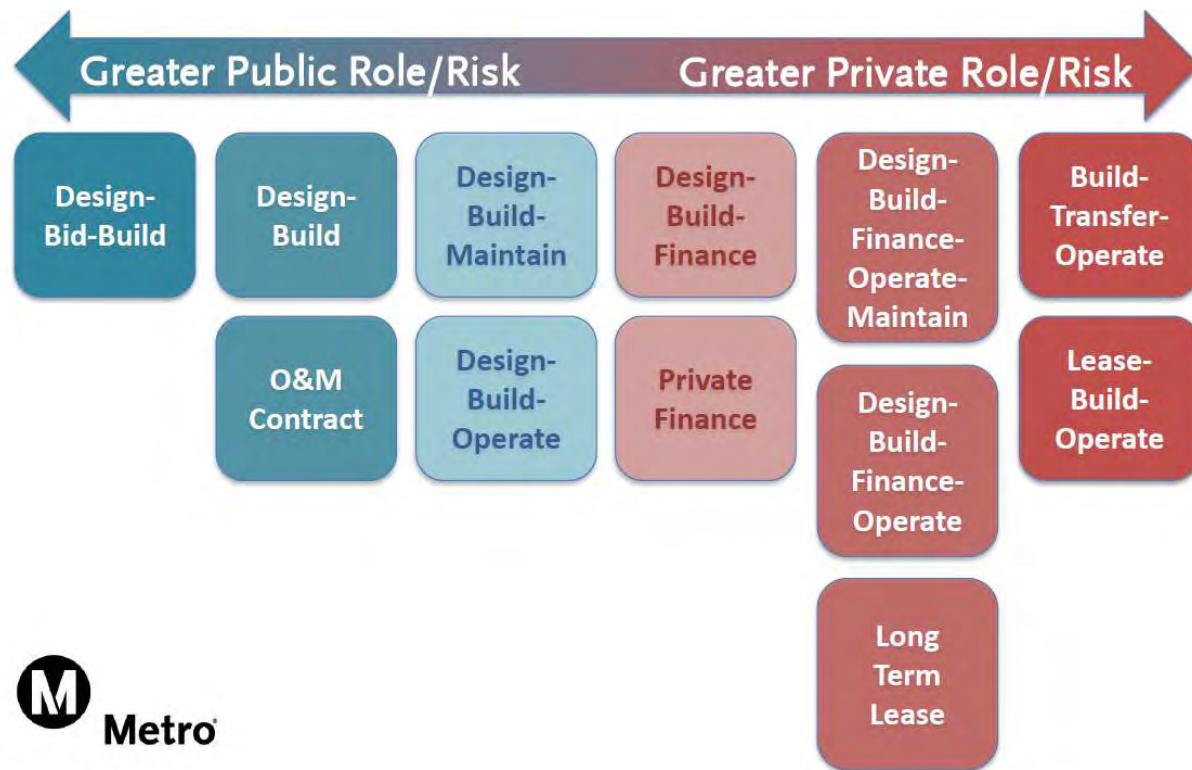 Greater Public Role/Risk
Greater Private Role/Risk
Design-
Bid-Build
Design-
Build
Design-
Build-
Maintain
Design-
Build-
Finance
Design-
Build-
Finance-
Operate-
Maintain
Build-
Transfer-
Operate
O&M
Contract
Design-
Build-
Operate
Private
Finance
Design-
Build-
Finance-
Operate
Lease-
Build-
Operate
Long
Term
Lease
M
Metro